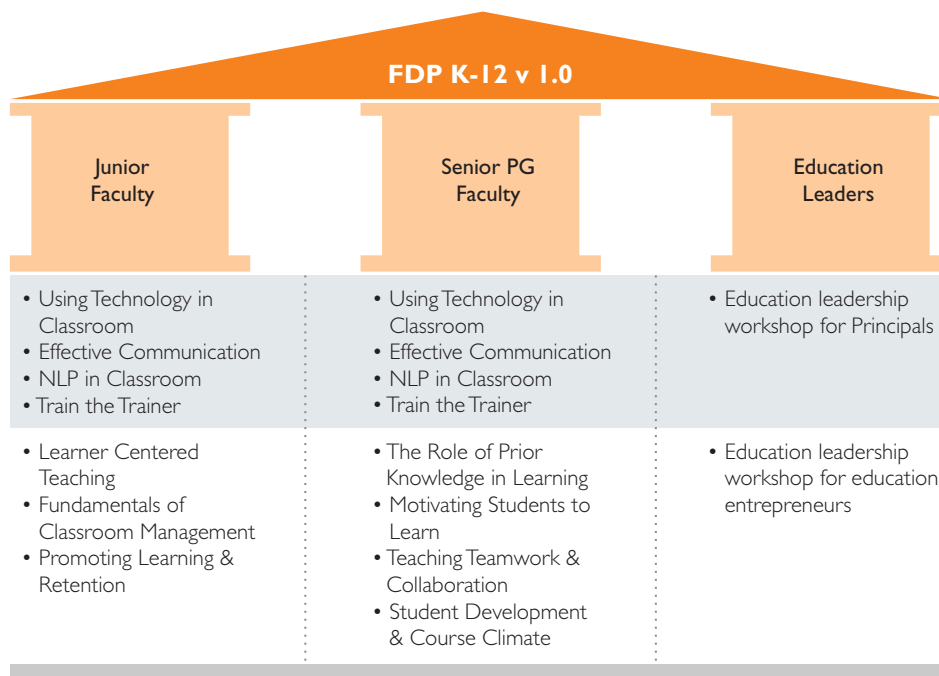 FDP K-12 v 1.0
Junior
Faculty
Senior PG
Faculty
Education
Leaders
• Using Technology in
Classroom
• Effective Communication
• NLP in Classroom
• Train the Trainer
• Using Technology in
Classroom
• Effective Communication
• NLP in Classroom
• Train the Trainer
• Education leadership
workshop for Principals
• Learner Centered
Teaching
• Fundamentals of
Classroom Management
• Promoting Learning &
Retention
• The Role of Prior
Knowledge in Learning
• Motivating Students to
Learn
• Teaching Teamwork &
Collaboration
• Student Development
& Course Climate
• Education leadership
workshop for education
entrepreneurs